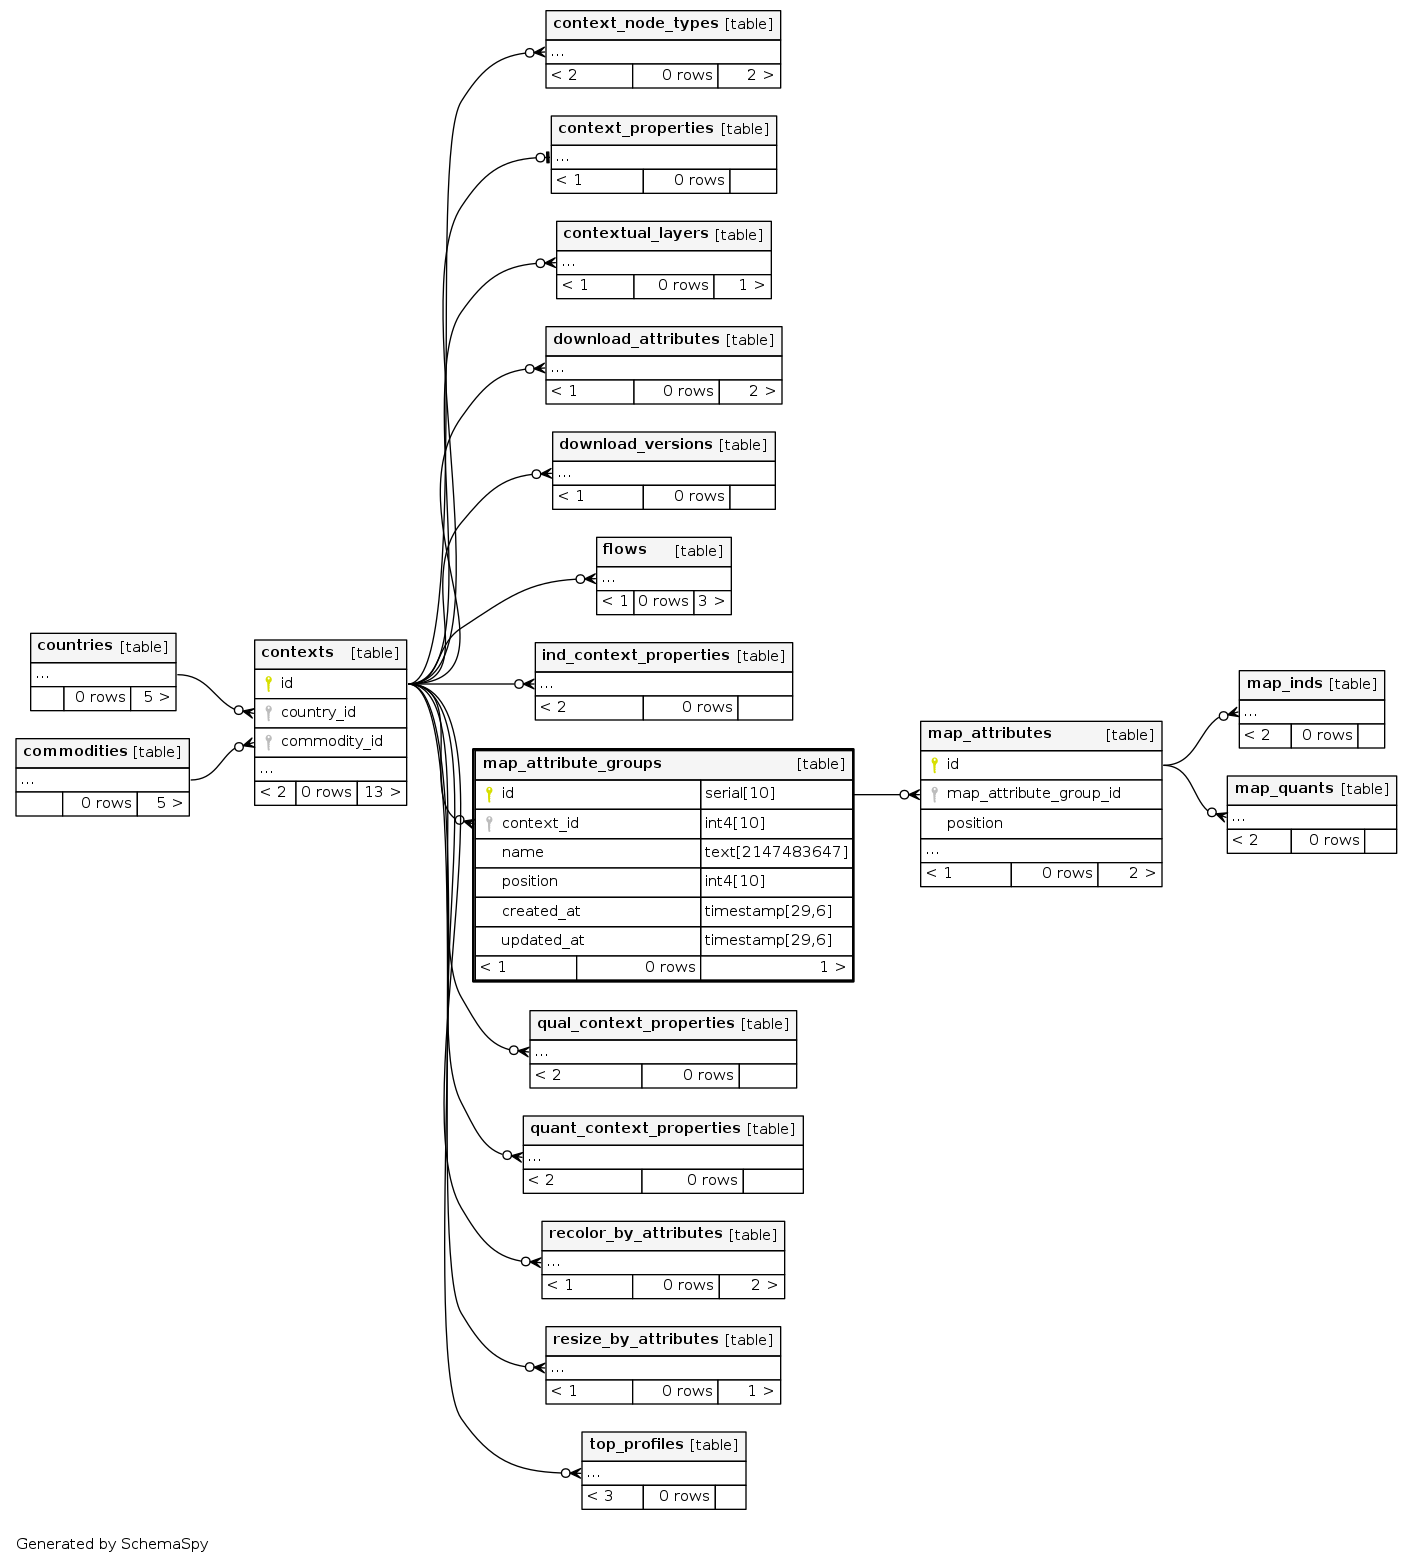 context_node_types [table]
...
< 2 0 rows 2 >
context_properties [table]
...
< 1 0 rows
contextual_layers [table]
...
< 1 0 rows 1 >
download_attributes [table]
...
< 1 0 rows 2 >
download_versions [table]
...
< 1 0 rows
flows [table]
...
< 1 0 rows 3 >
countries [table]
...
0 rows 5 >
commodities [table]
...
0 rows 5 >
contexts [table]
id
country_id
commodity_id
...
< 2 0 rows 13 >
ind_context_properties [table]
...
< 2 0 rows
map_attribute_groups [table]
id serial[10]
context_id int4[10]
name text[2147483647]
position int4[10]
created_at timestamp[29,6]
updated_at timestamp[29,6]
< 1 0 rows 1 >
map_attributes [table]
id
map_attribute_group_id
position
...
< 1 0 rows 2 >
map_inds [table]
...
< 2 0 rows
map_quants [table]
...
< 2 0 rows
qual_context_properties [table]
...
< 2 0 rows
quant_context_properties [table]
...
< 2 0 rows
recolor_by_attributes [table]
...
< 1 0 rows 2 >
resize_by_attributes [table]
...
< 1 0 rows 1 >
top_profiles [table]
...
< 3 0 rows
Generated by SchemaSpy